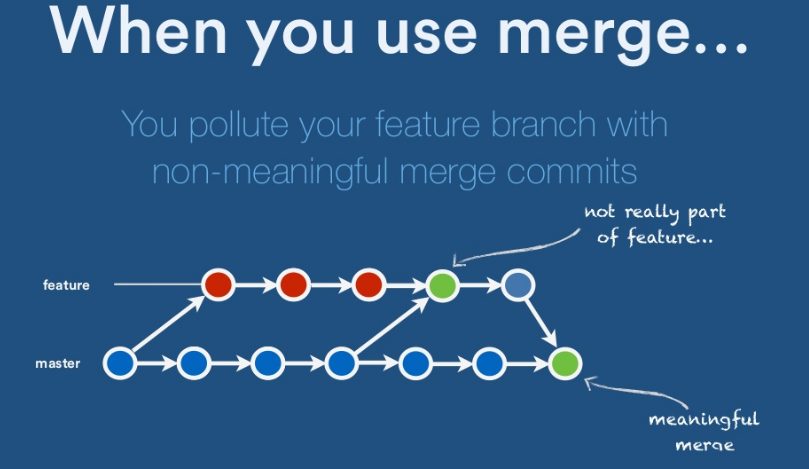 When you use merge...
You pollute your feature branch with
non-meaningful merge commits
not really part
of feature...
feature
master
meaningful
merge